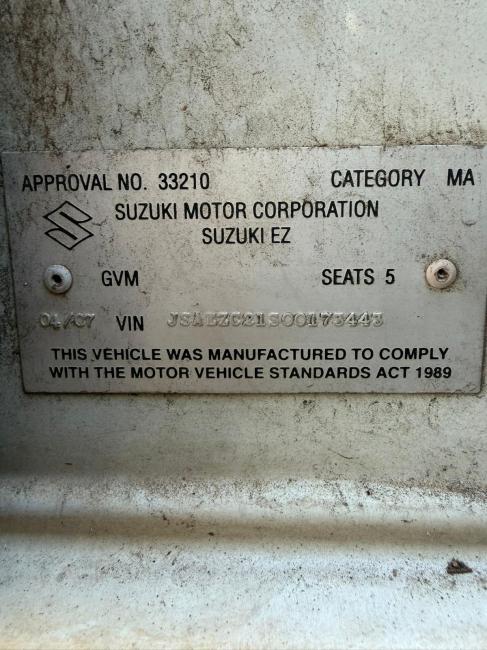 APPROVAL NO. 33210 CATEGORY MA
SUZUKI MOTOR CORPORATION
SUZUKI EZ
GVM SEATS 5
04/07 VIN JSAEZC21S00173443
THIS VEHICLE WAS MANUFACTURED TO COMPLY
WITH THE MOTOR VEHICLE STANDARDS ACT 1989